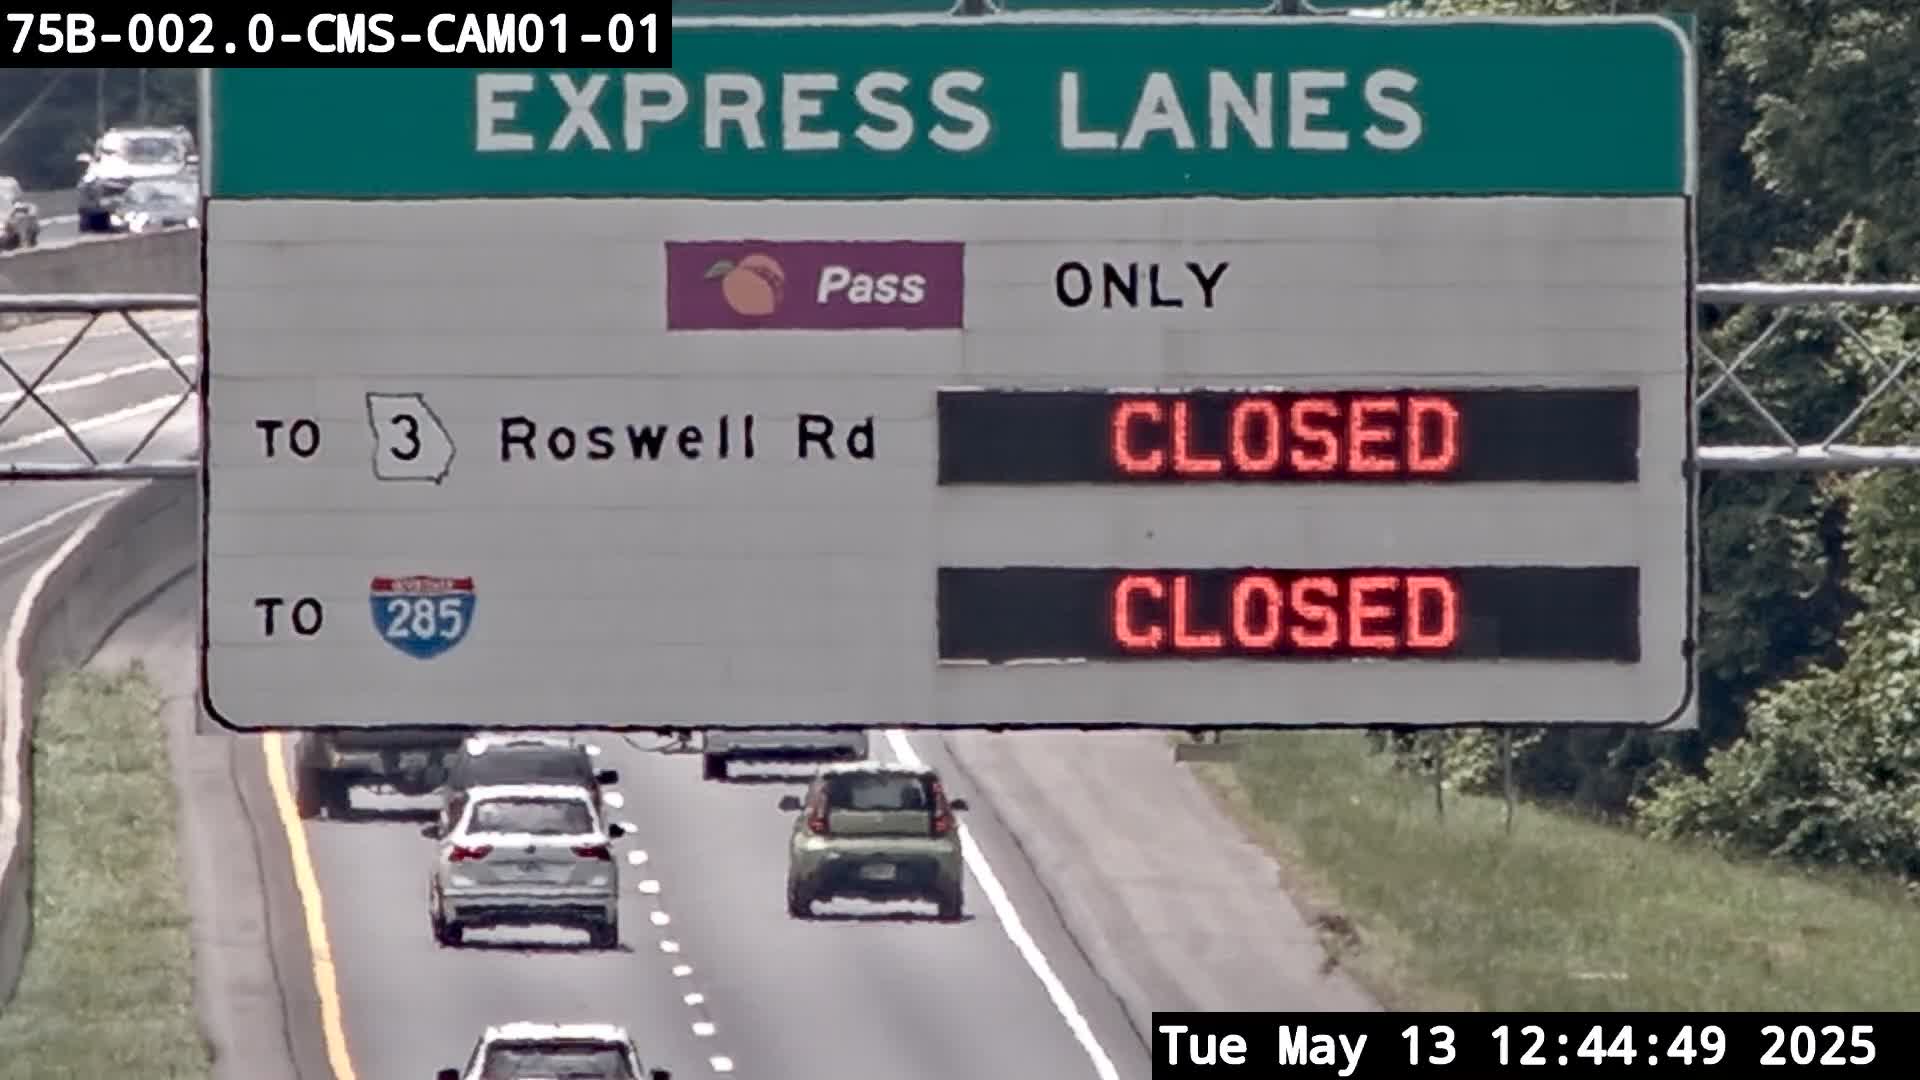 75B-002.0-CMS-CAM01-01
EXPRESS LANES
Pass ONLY
TO 3 Roswell Rd CLOSED
TO 285 CLOSED
Tue May 13 12:44:49 2025